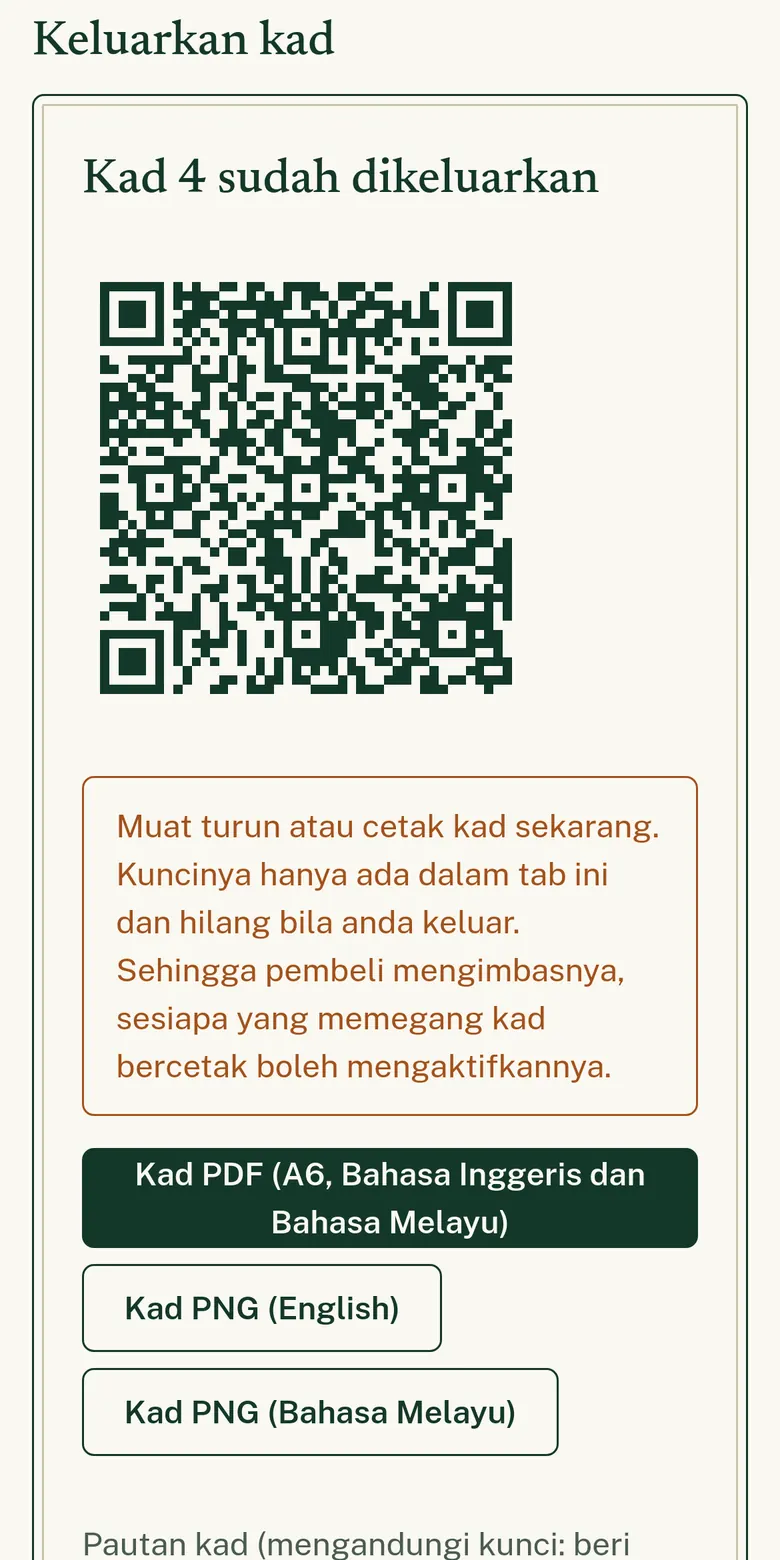 Keluarkan kad
Kad 4 sudah dikeluarkan
Muat turun atau cetak kad sekarang.
Kuncinya hanya ada dalam tab ini
dan hilang bila anda keluar.
Sehingga pembeli mengimbasnya,
sesiapa yang memegang kad
bercetak boleh mengaktifkannya.
Kad PDF (A6, Bahasa Inggeris dan
Bahasa Melayu)
Kad PNG (English)
Kad PNG (Bahasa Melayu)
Pautan kad (mengandungi kunci: beri